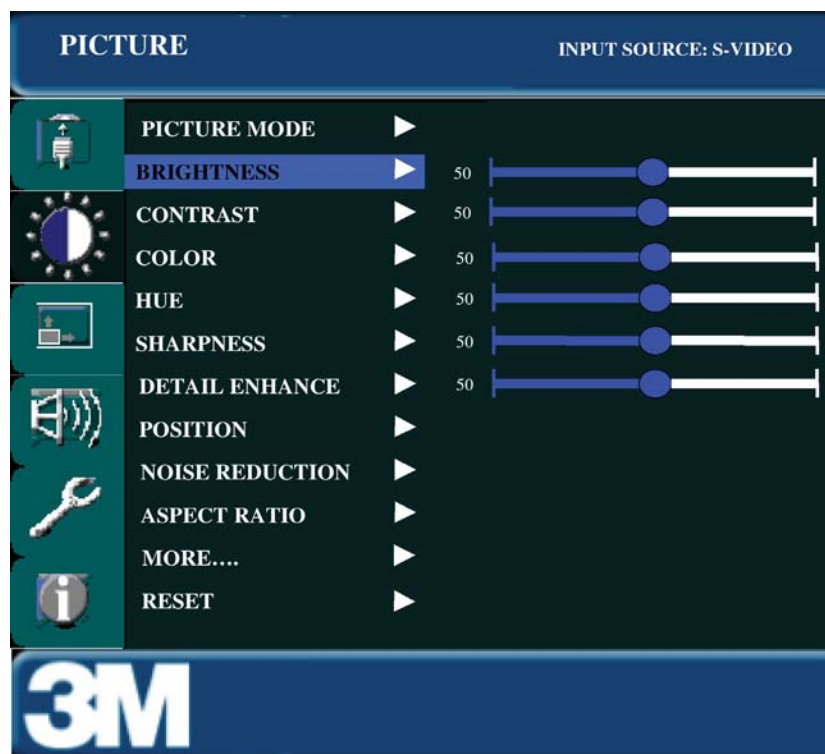 PICTURE
INPUT SOURCE: S-VIDEO
PICTURE MODE
BRIGHTNESS 50
CONTRAST 50
COLOR 50
HUE 50
SHARPNESS 50
DETAIL ENHANCE 50
POSITION
NOISE REDUCTION
ASPECT RATIO
MORE....
RESET
i
3M